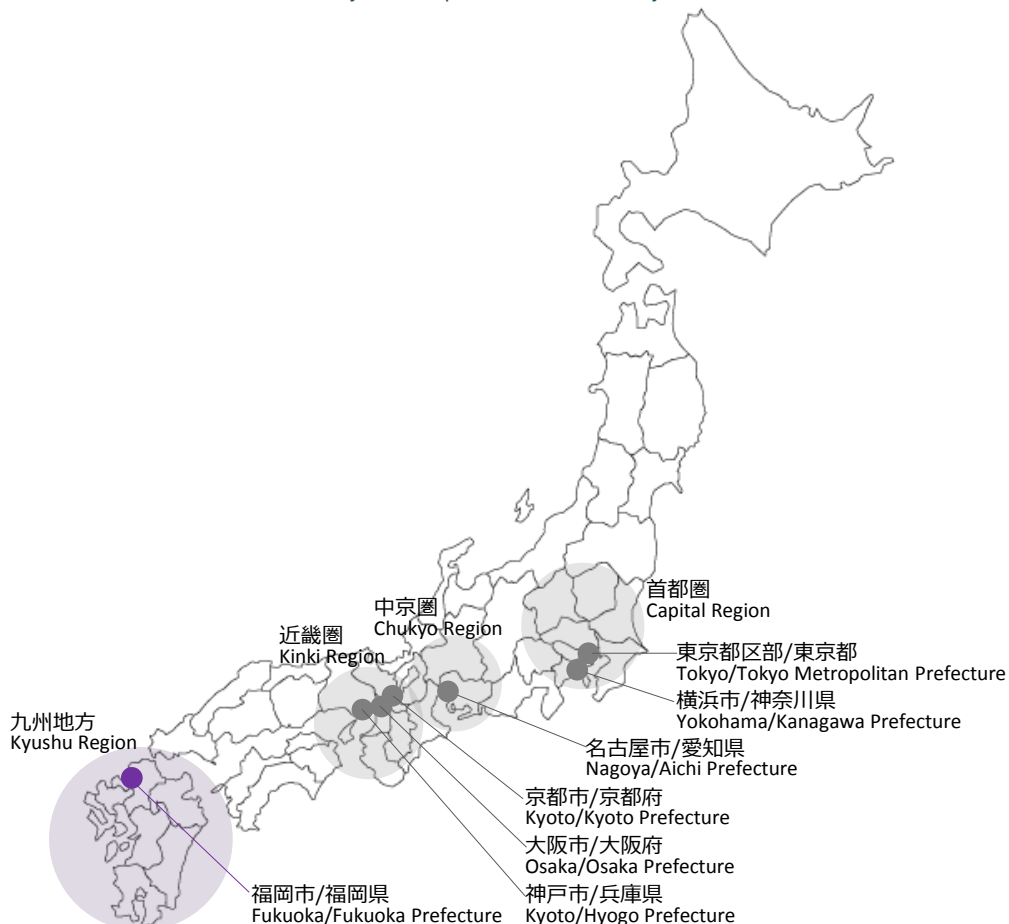 首都圏
Capital Region
中京圏
Chukyo Region
近畿圏
Kinki Region
東京都区部/東京都
Tokyo/Tokyo Metropolitan Prefecture
横浜市/神奈川県
Yokohama/Kanagawa Prefecture
九州地方
Kyushu Region
名古屋市/愛知県
Nagoya/Aichi Prefecture
京都市/京都府
Kyoto/Kyoto Prefecture
大阪市/大阪府
Osaka/Osaka Prefecture
福岡市/福岡県
Fukuoka/Fukuoka Prefecture
神戸市/兵庫県
Kyoto/Hyogo Prefecture